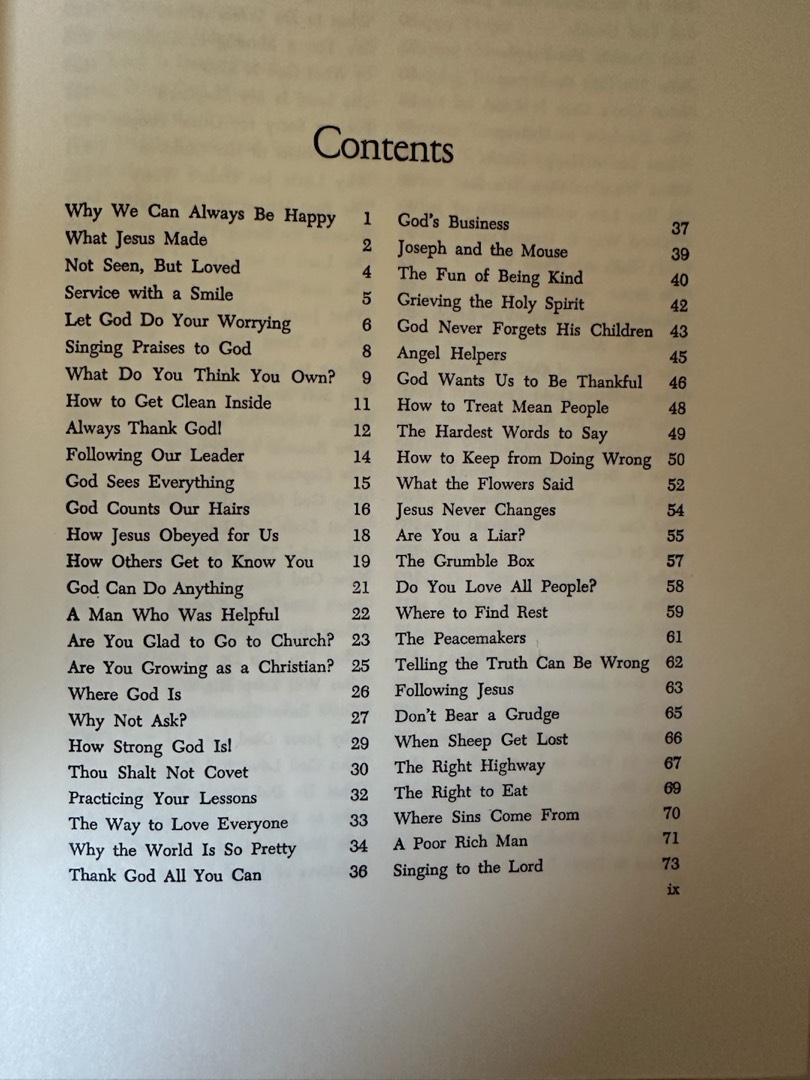 Contents
Why We Can Always Be Happy 1
What Jesus Made 2
Not Seen, But Loved 4
Service with a Smile 5
Let God Do Your Worrying 6
Singing Praises to God 8
What Do You Think You Own? 9
How to Get Clean Inside 11
Always Thank God! 12
Following Our Leader 14
God Sees Everything 15
God Counts Our Hairs 16
How Jesus Obeyed for Us 18
How Others Get to Know You 19
God Can Do Anything 21
A Man Who Was Helpful 22
Are You Glad to Go to Church? 23
Are You Growing as a Christian? 25
Where God Is 26
Why Not Ask? 27
How Strong God Is! 29
Thou Shalt Not Covet 30
Practicing Your Lessons 32
The Way to Love Everyone 33
Why the World Is So Pretty 34
Thank God All You Can 36
God's Business 37
Joseph and the Mouse 39
The Fun of Being Kind 40
Grieving the Holy Spirit 42
God Never Forgets His Children 43
Angel Helpers 45
God Wants Us to Be Thankful 46
How to Treat Mean People 48
The Hardest Words to Say 49
How to Keep from Doing Wrong 50
What the Flowers Said 52
Jesus Never Changes 54
Are You a Liar? 55
The Grumble Box 57
Do You Love All People? 58
Where to Find Rest 59
The Peacemakers 61
Telling the Truth Can Be Wrong 62
Following Jesus 63
Don't Bear a Grudge 65
When Sheep Get Lost 66
The Right Highway 67
The Right to Eat 69
Where Sins Come From 70
A Poor Rich Man 71
Singing to the Lord 73
ix